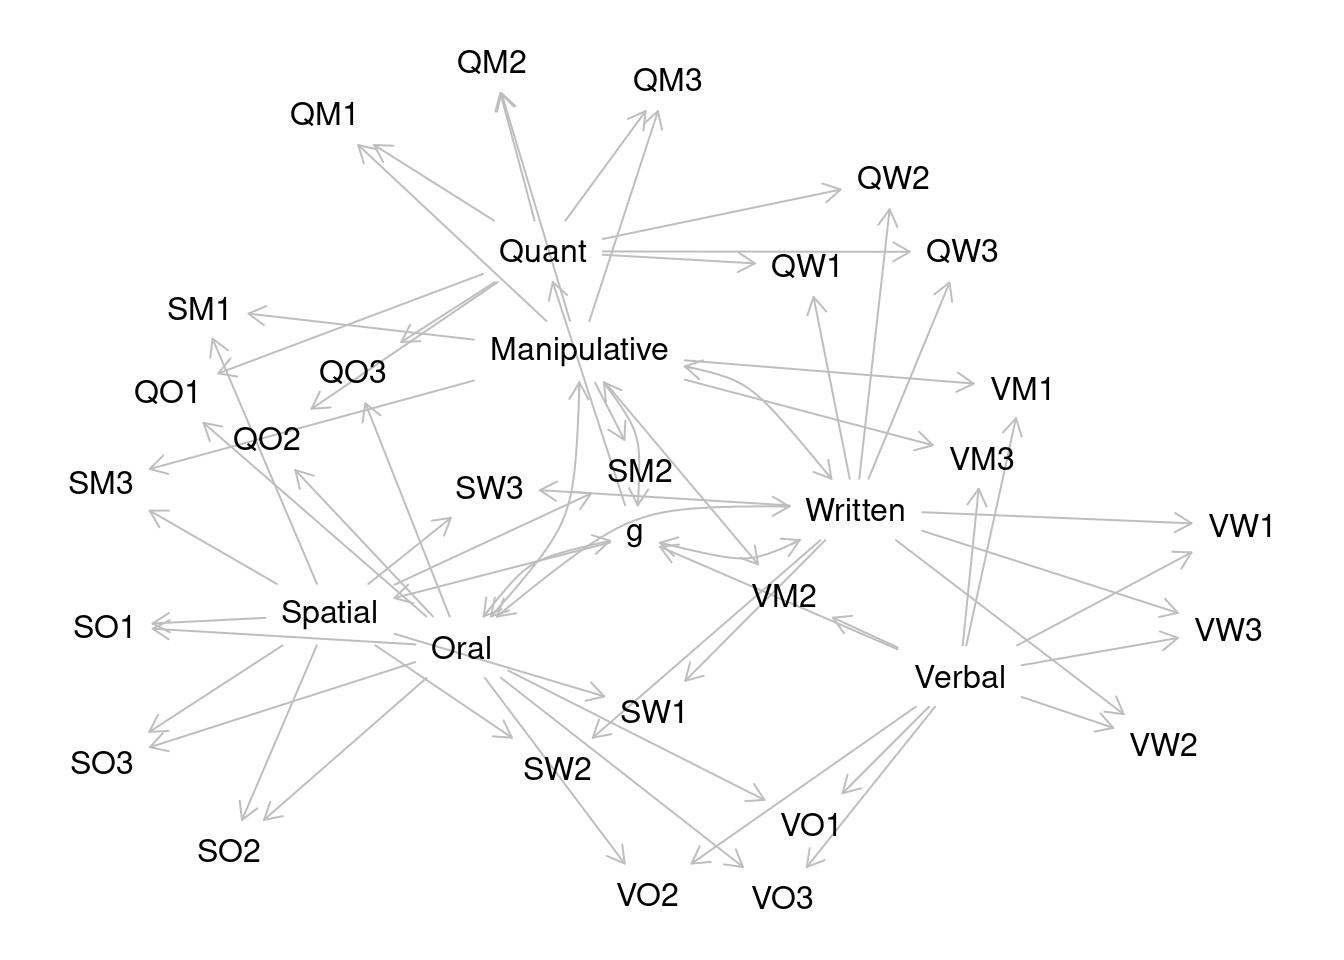 QM2
QM3
QM1
QW2
Quant
QW3
QW1
SM1
Manipulative
QO3
VM1
QO1
QO2
VM3
SM2
SM3
SW3
Written
VW1
g
VM2
Spatial
SO1
VW3
Oral
Verbal
SW1
VW2
SO3
SW2
VO1
SO2
VO2
VO3